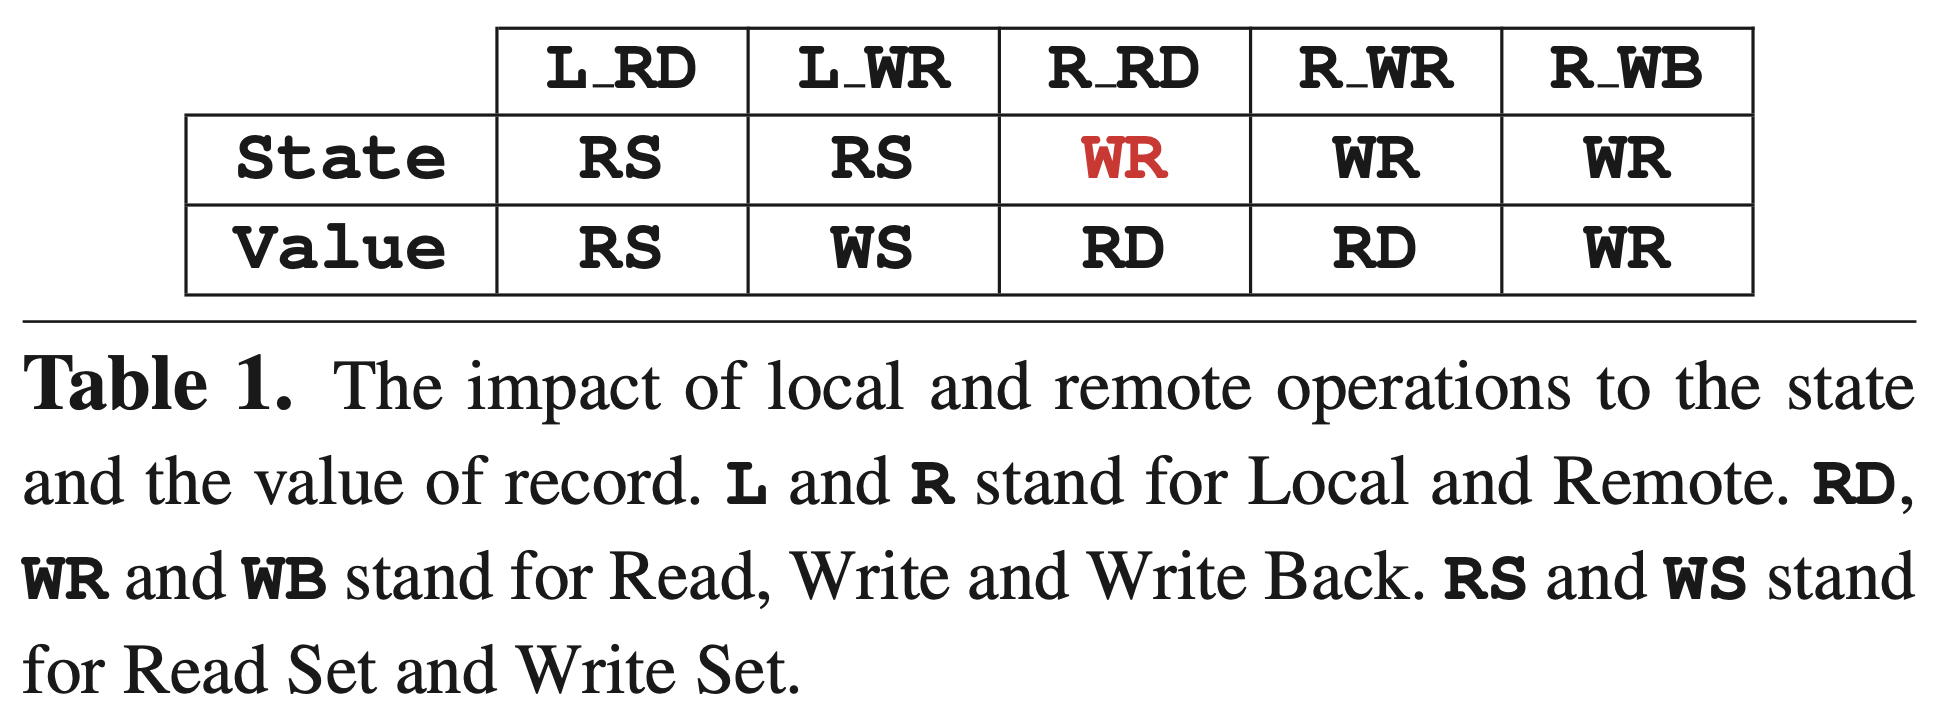 L_RD L_WR R_RD R_WR R_WB
State RS RS WR WR WR
Value RS WS RD RD WR
Table 1. The impact of local and remote operations to the state
and the value of record. L and R stand for Local and Remote. RD,
WR and WB stand for Read, Write and Write Back. RS and WS stand
for Read Set and Write Set.